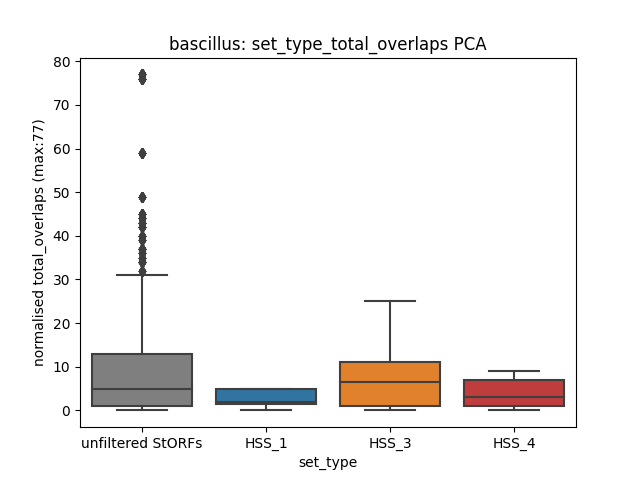 bascillus: set_type_total_overlaps PCA
normalised total_overlaps (max:77)
80
70
60
50
40
30
20
10
0
unfiltered StORFs HSS_1 HSS_3 HSS_4
set_type